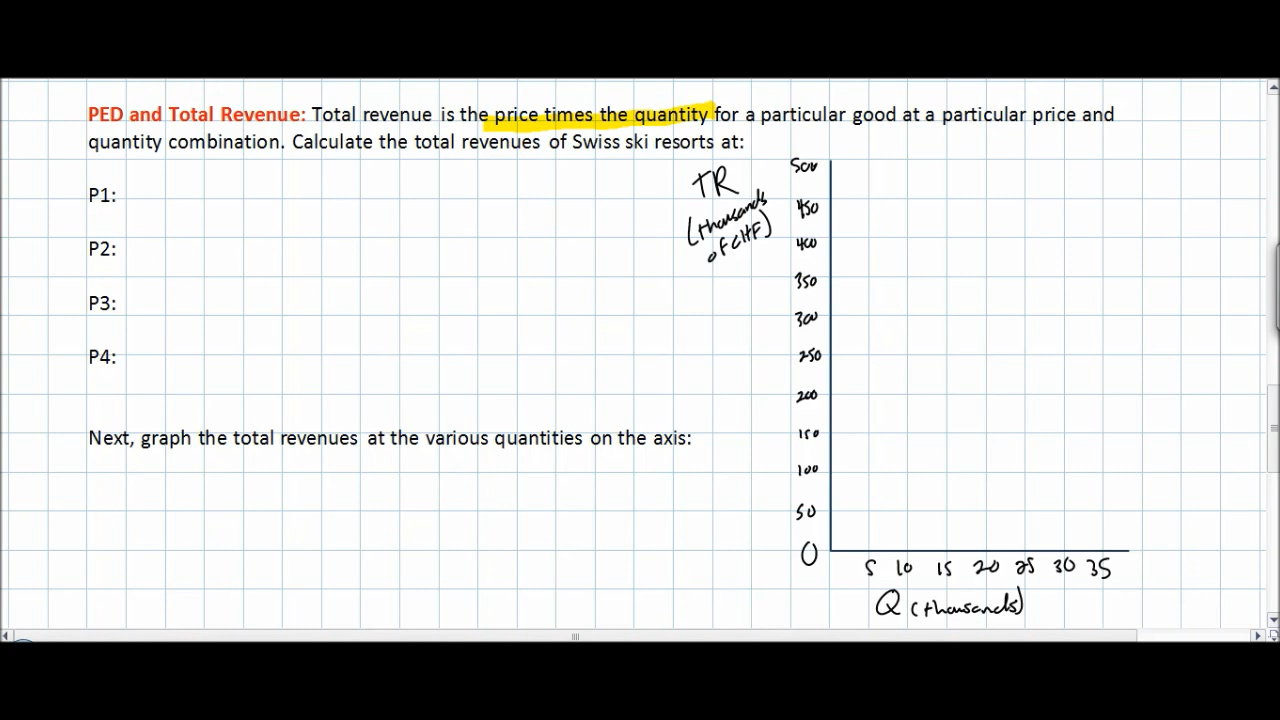 PED and Total Revenue: Total revenue is the price times the quantity for a particular good at a particular price and
quantity combination. Calculate the total revenues of Swiss ski resorts at:
P1:
P2:
P3:
P4:
Next, graph the total revenues at the various quantities on the axis:
TR
(thousands
of CHF)
500
450
400
350
300
250
200
150
100
50
0
5 10 15 20 25 30 35
Q (thousands)